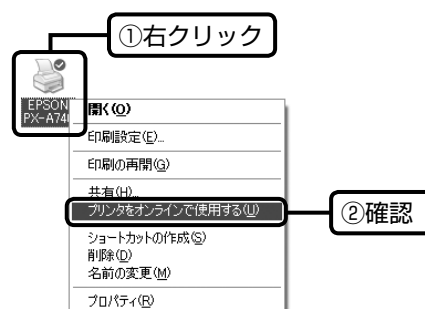 ①右クリック
EPSON
PX-A740
開く(O)
印刷設定(E)...
印刷の再開(G)
共有(H)...
プリンタをオンラインで使用する(U)
②確認
ショートカットの作成(S)
削除(D)
名前の変更(M)
プロパティ(R)